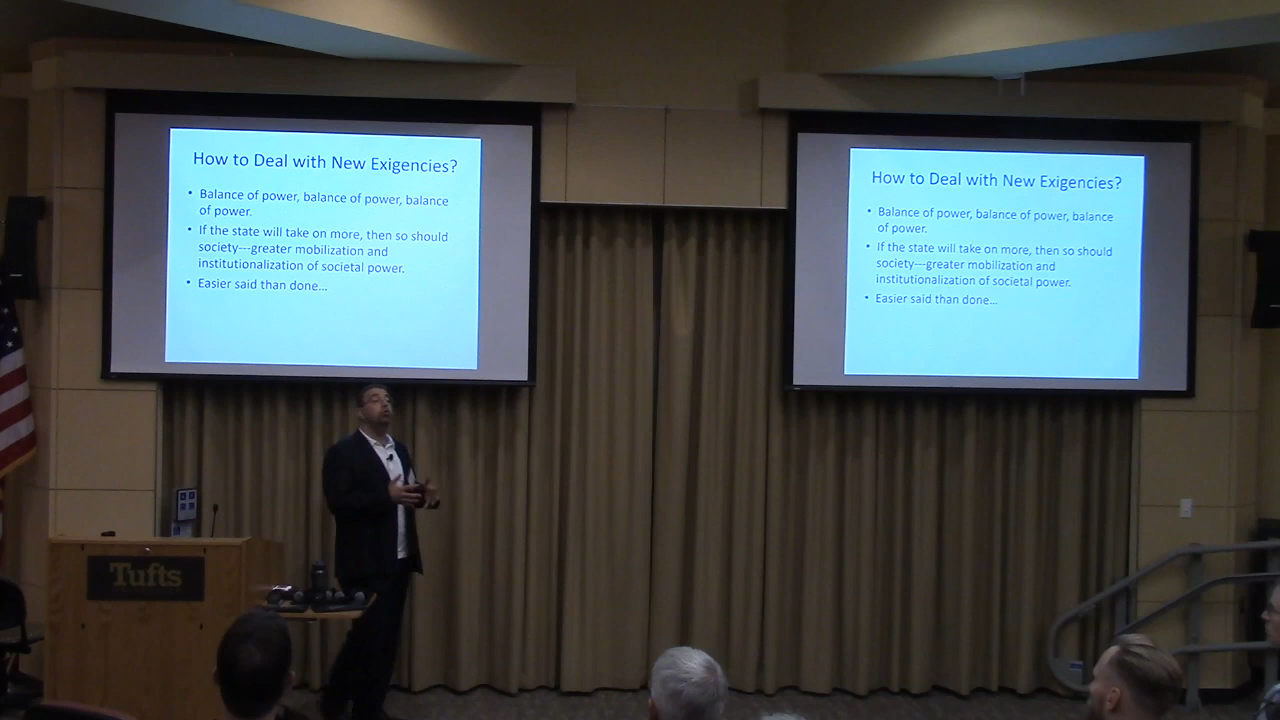 How to Deal with New Exigencies?
• Balance of power, balance of power, balance
of power.
• If the state will take on more, then so should
society---greater mobilization and
institutionalization of societal power.
• Easier said than done...
How to Deal with New Exigencies?
• Balance of power, balance of power, balance
of power.
• If the state will take on more, then so should
society---greater mobilization and
institutionalization of societal power.
• Easier said than done...
Tufts